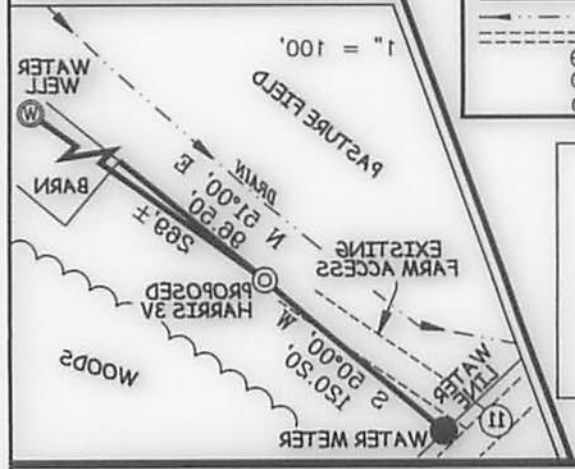 1" = 100'
WATER
WELL
W
PASTURE FIELD
BARN
DRAIN
N 51°00' E
96.50'
269'±
EXISTING
FARM ACCESS
PROPOSED
HARRIS 3V
S 50°00' W
120.20'
WOODS
WATER
LINE
11
WATER METER